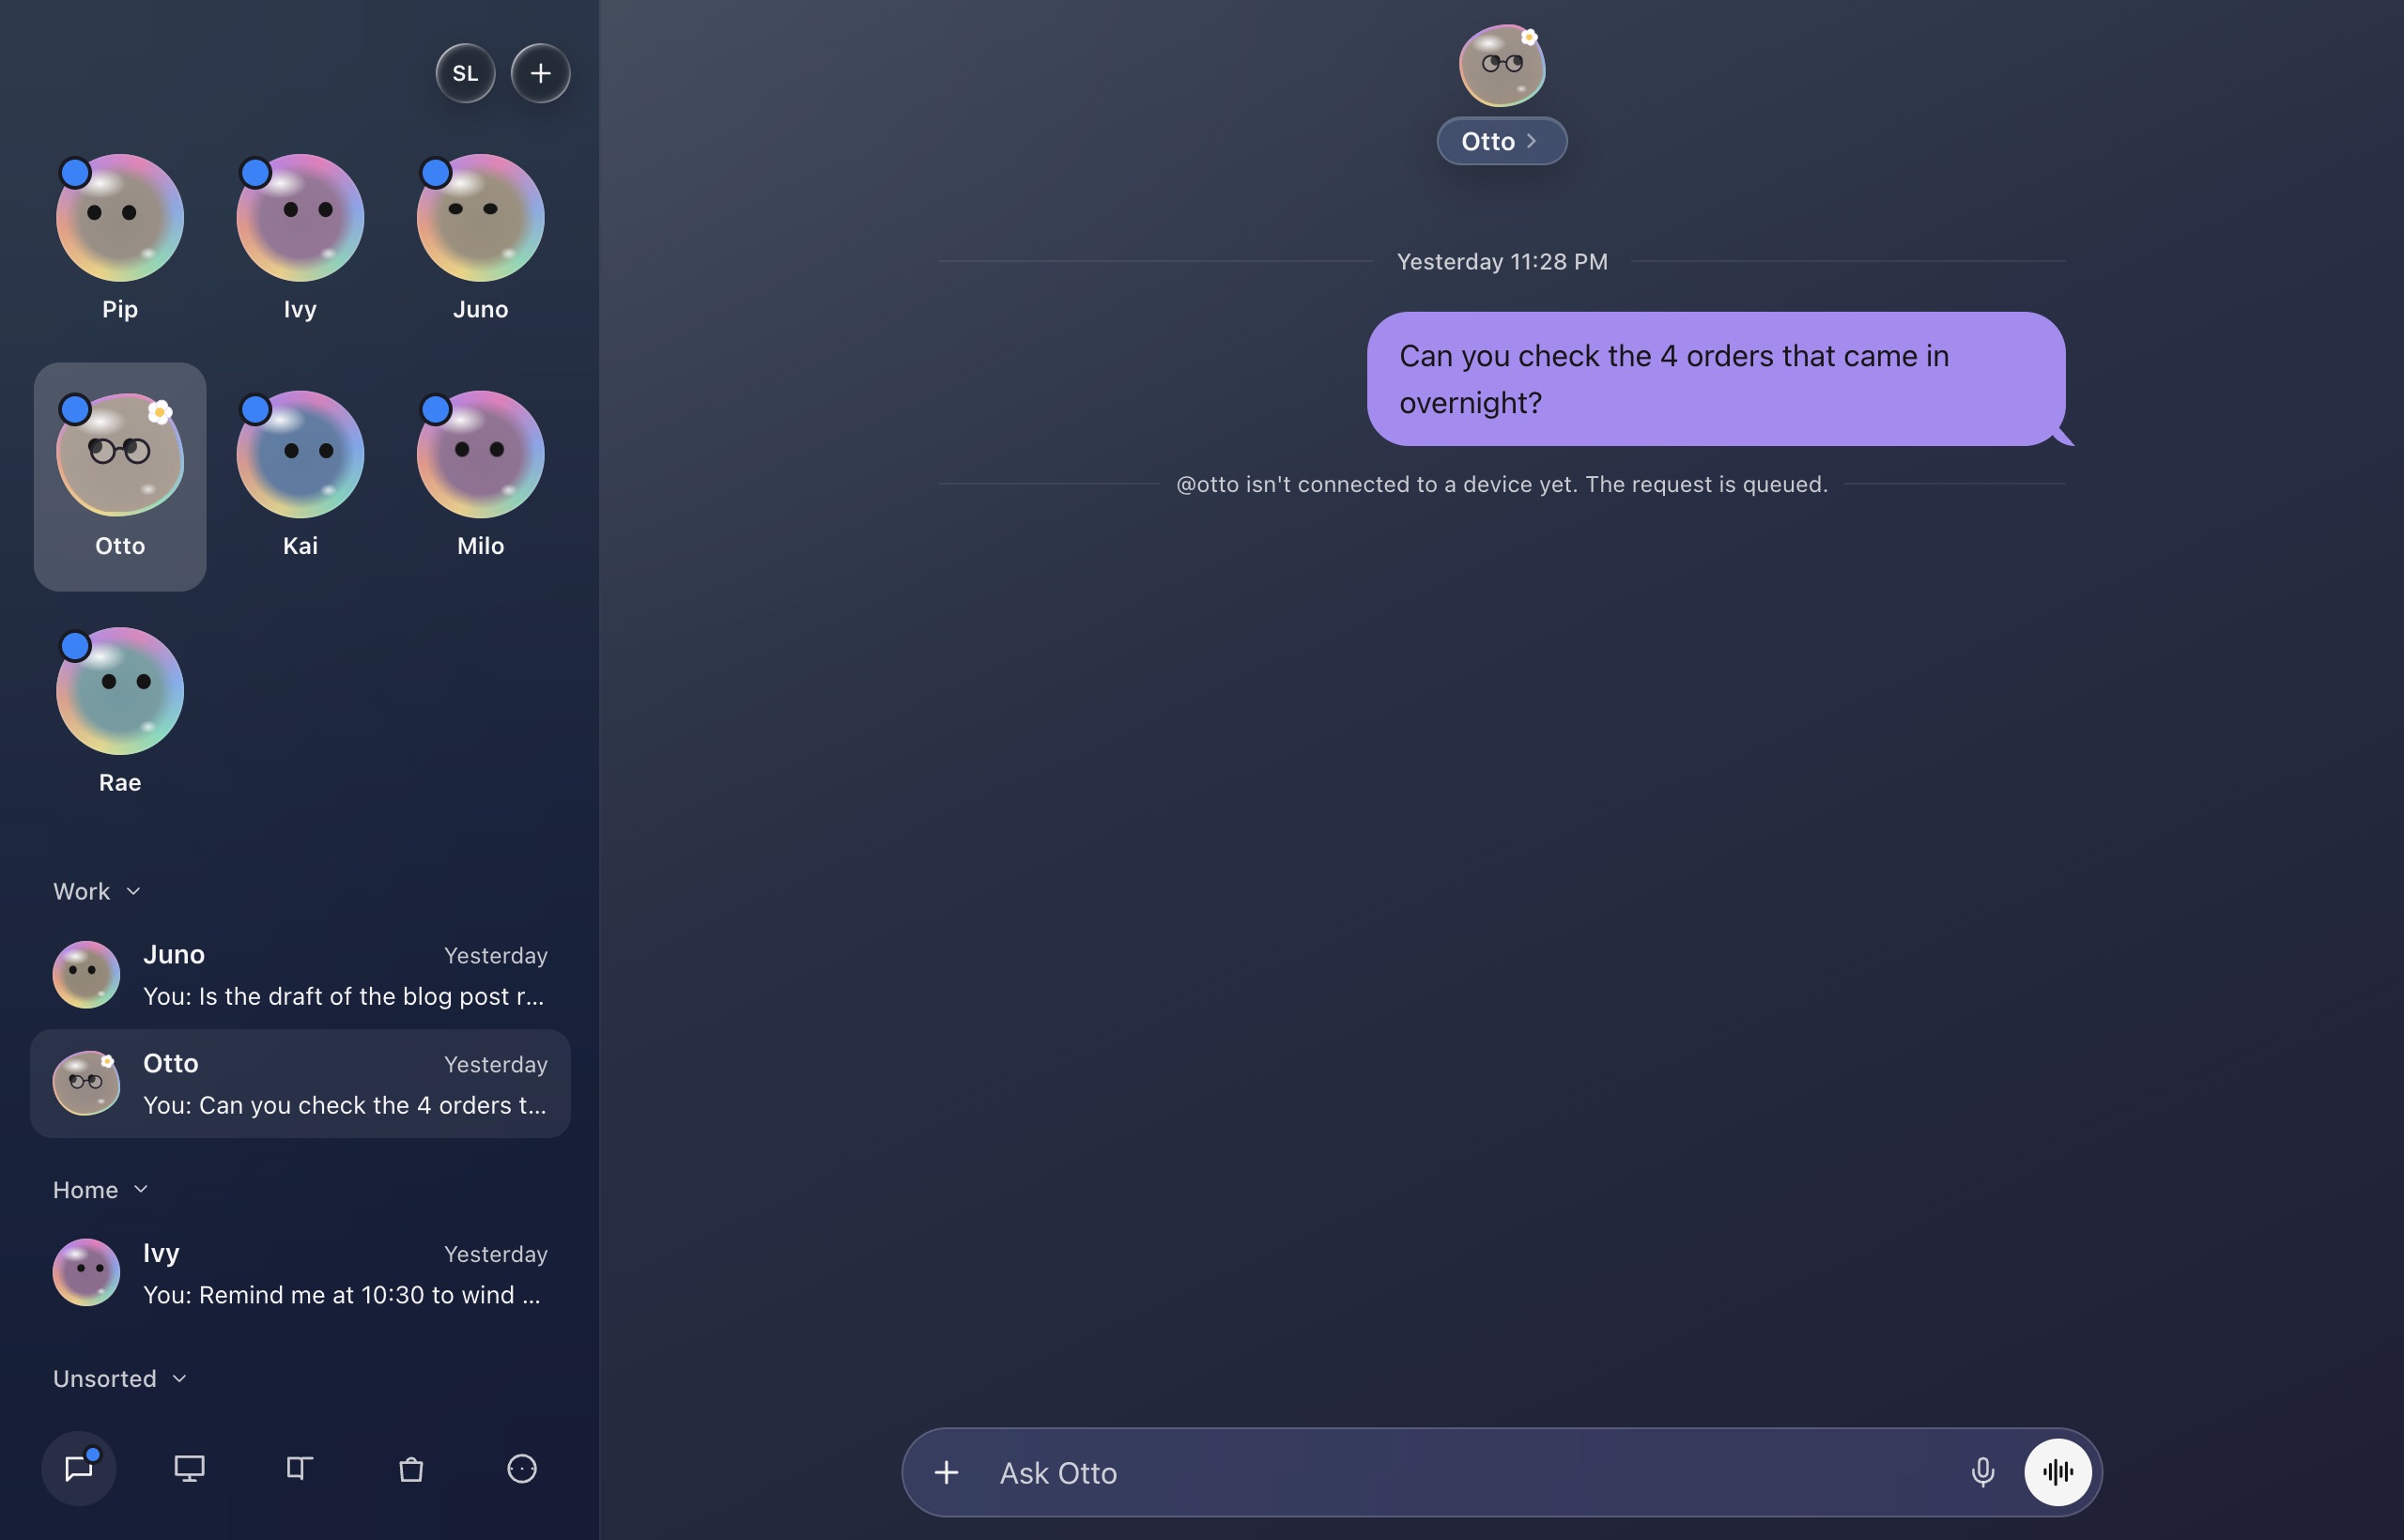 SL
Pip
Ivy
Juno
Otto
Kai
Milo
Rae
Work
Juno
Yesterday
You: Is the draft of the blog post r...
Otto
Yesterday
You: Can you check the 4 orders t...
Home
Ivy
Yesterday
You: Remind me at 10:30 to wind ...
Unsorted
Otto
Yesterday 11:28 PM
Can you check the 4 orders that came in
overnight?
@otto isn't connected to a device yet. The request is queued.
Ask Otto